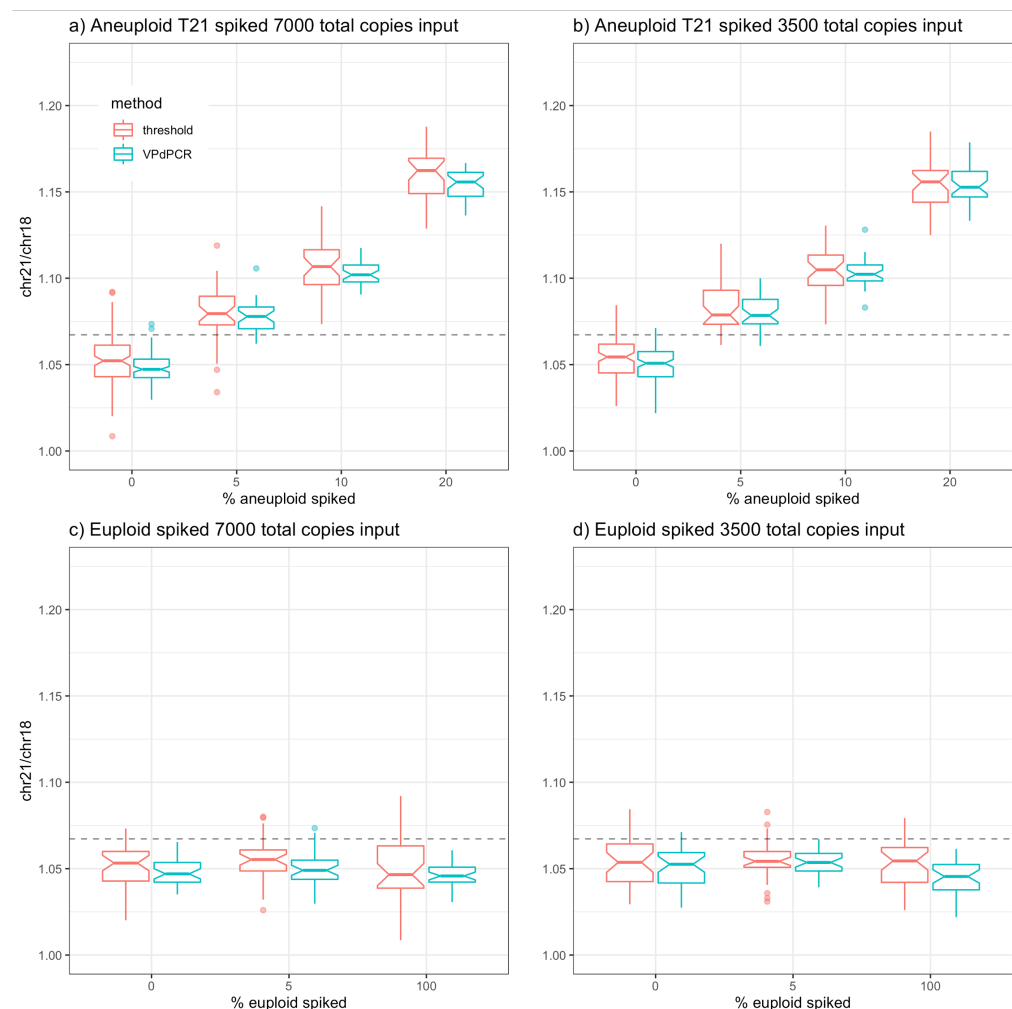 a) Aneuploid T21 spiked 7000 total copies input
b) Aneuploid T21 spiked 3500 total copies input
method
threshold
VPdPCR
chr21/chr18
1.20
1.15
1.10
1.05
1.00
0 5 10 20
% aneuploid spiked
1.20
1.15
1.10
1.05
1.00
0 5 10 20
% aneuploid spiked
c) Euploid spiked 7000 total copies input
d) Euploid spiked 3500 total copies input
chr21/chr18
1.20
1.15
1.10
1.05
1.00
0 5 100
% euploid spiked
1.20
1.15
1.10
1.05
1.00
0 5 100
% euploid spiked